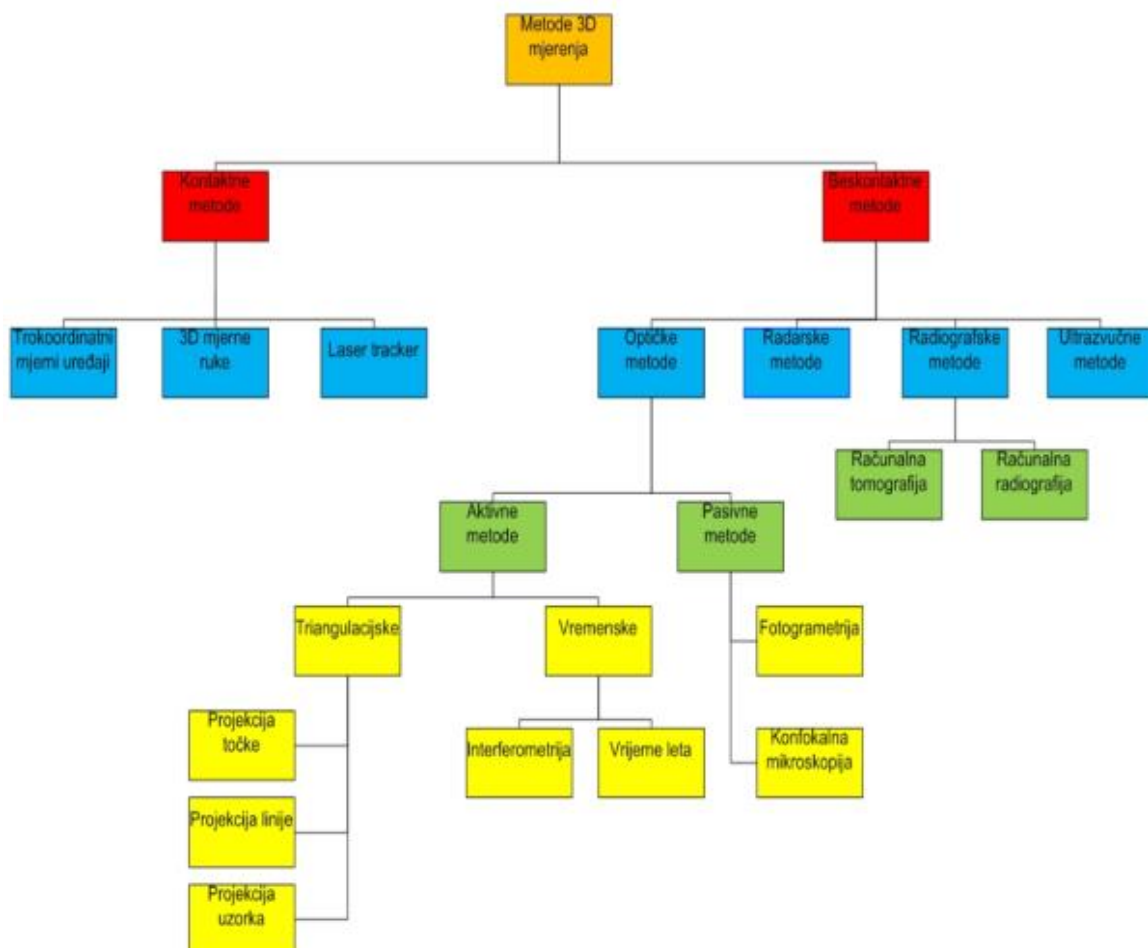 Metode 3D
mjerenja
Kontaktne
metode
Beskontaktne
metode
Trokoordinatni
mjerni uređaji
3D mjerne
ruke
Laser tracker
Optičke
metode
Radarske
metode
Radiografske
metode
Ultrazvučne
metode
Računalna
tomografija
Računalna
radiografija
Aktivne
metode
Pasivne
metode
Triangulacijske
Vremenske
Fotogrametrija
Projekcija
točke
Interferometrija
Vrijeme leta
Konfokalna
mikroskopija
Projekcija linije
Projekcija
uzorka